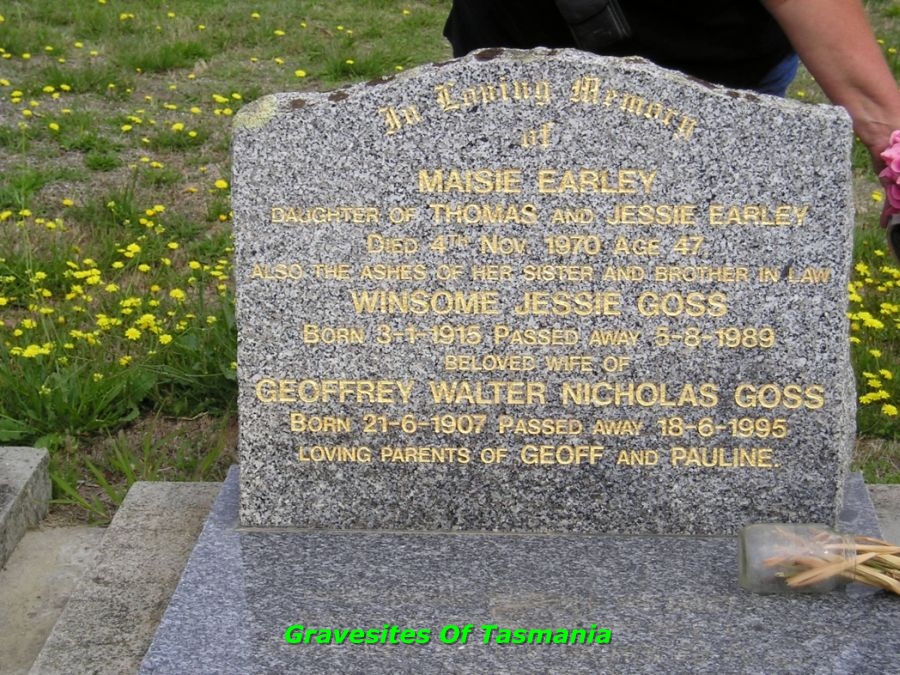 In Loving Memory
of
MAISIE EARLEY
DAUGHTER OF THOMAS AND JESSIE EARLEY
DIED 4TH NOV. 1970 AGE 47.
ALSO THE ASHES OF HER SISTER AND BROTHER IN LAW
WINSOME JESSIE GOSS
BORN 3-1-1915 PASSED AWAY 5-8-1989
BELOVED WIFE OF
GEOFFREY WALTER NICHOLAS GOSS
BORN 21-6-1907 PASSED AWAY 18-6-1995
LOVING PARENTS OF GEOFF AND PAULINE.
Gravesites Of Tasmania